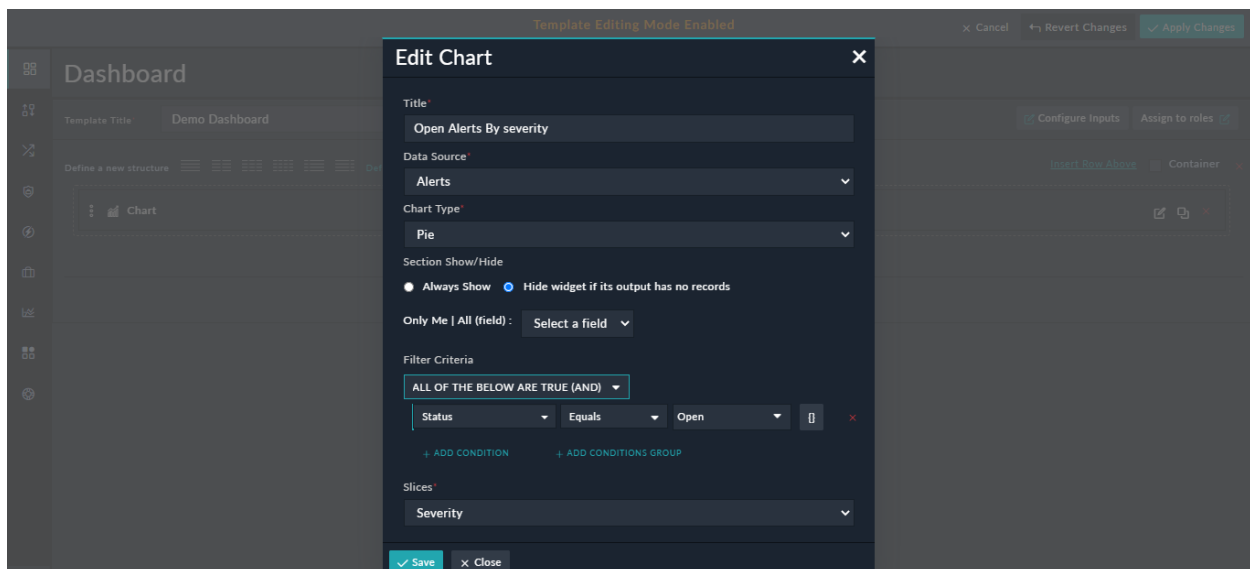 Template Editing Mode Enabled
Cancel
Revert Changes
Apply Changes
Dashboard
Template Title
Demo Dashboard
Configure Inputs
Assign to roles
Define a new structure
Insert Row Above
Container
Chart
Edit Chart
Title*
Open Alerts By severity
Data Source*
Alerts
Chart Type*
Pie
Section Show/Hide
Always Show
Hide widget if its output has no records
Only Me | All (field) :
Select a field
Filter Criteria
ALL OF THE BELOW ARE TRUE (AND)
Status
Equals
Open
+ ADD CONDITION
+ ADD CONDITIONS GROUP
Slices*
Severity
Save
Close